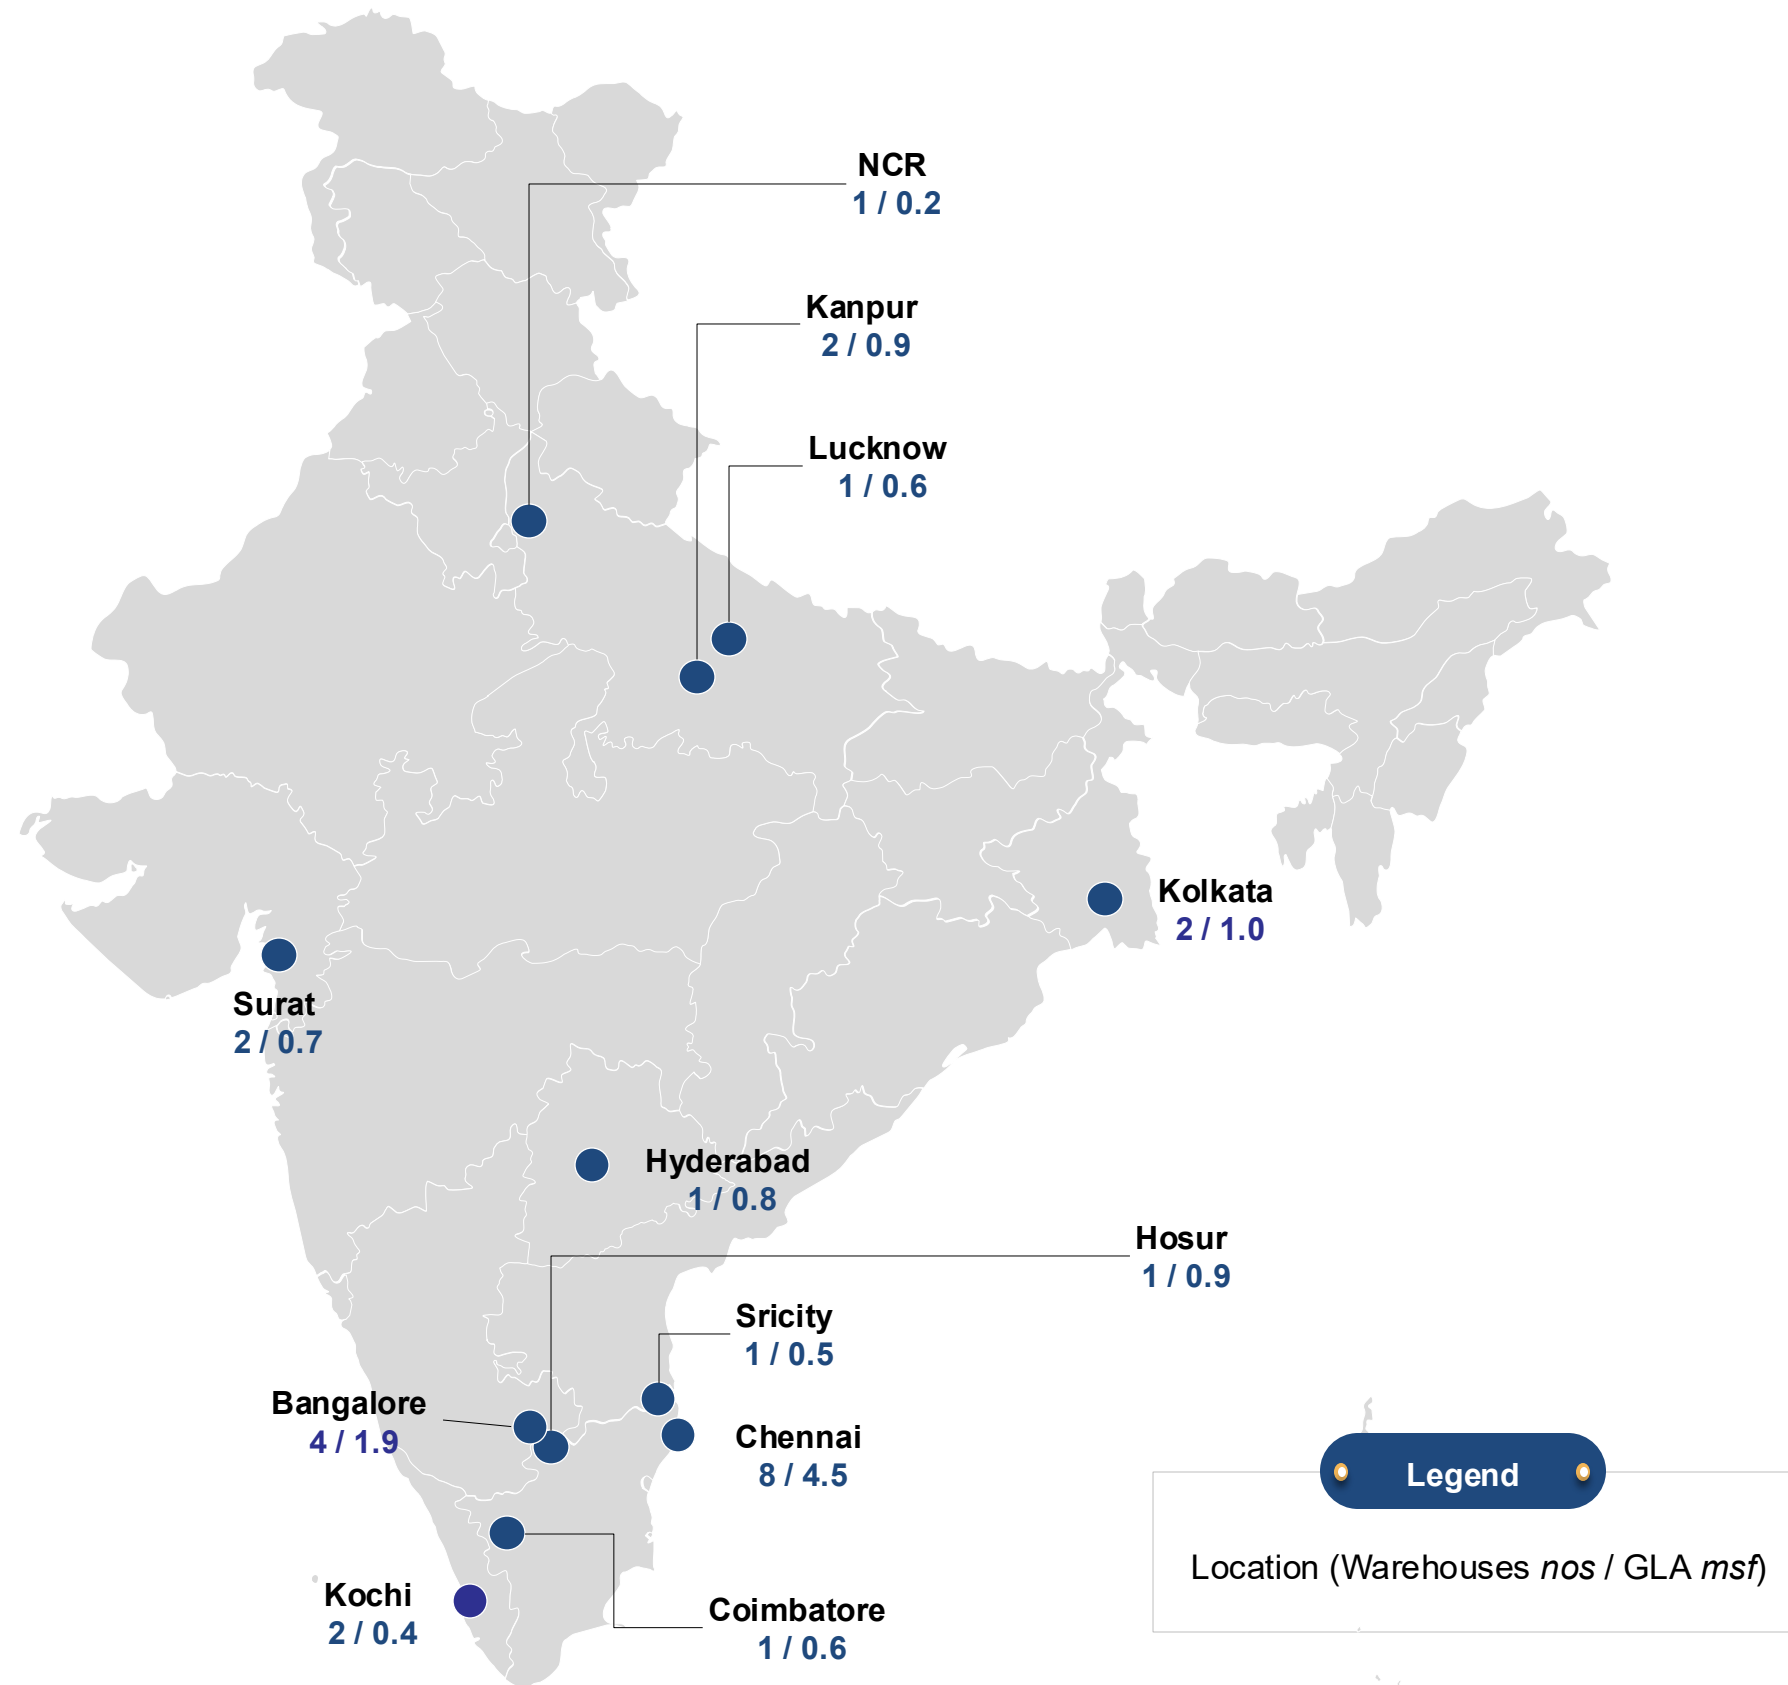 NCR
1 / 0.2
Kanpur
2 / 0.9
Lucknow
1 / 0.6
Kolkata
2 / 1.0
Surat
2 / 0.7
Hyderabad
1 / 0.8
Hosur
1 / 0.9
Sricity
1 / 0.5
Bangalore
4 / 1.9
Chennai
8 / 4.5
Legend
Location (Warehouses nos / GLA msf)
Kochi
2 / 0.4
Coimbatore
1 / 0.6